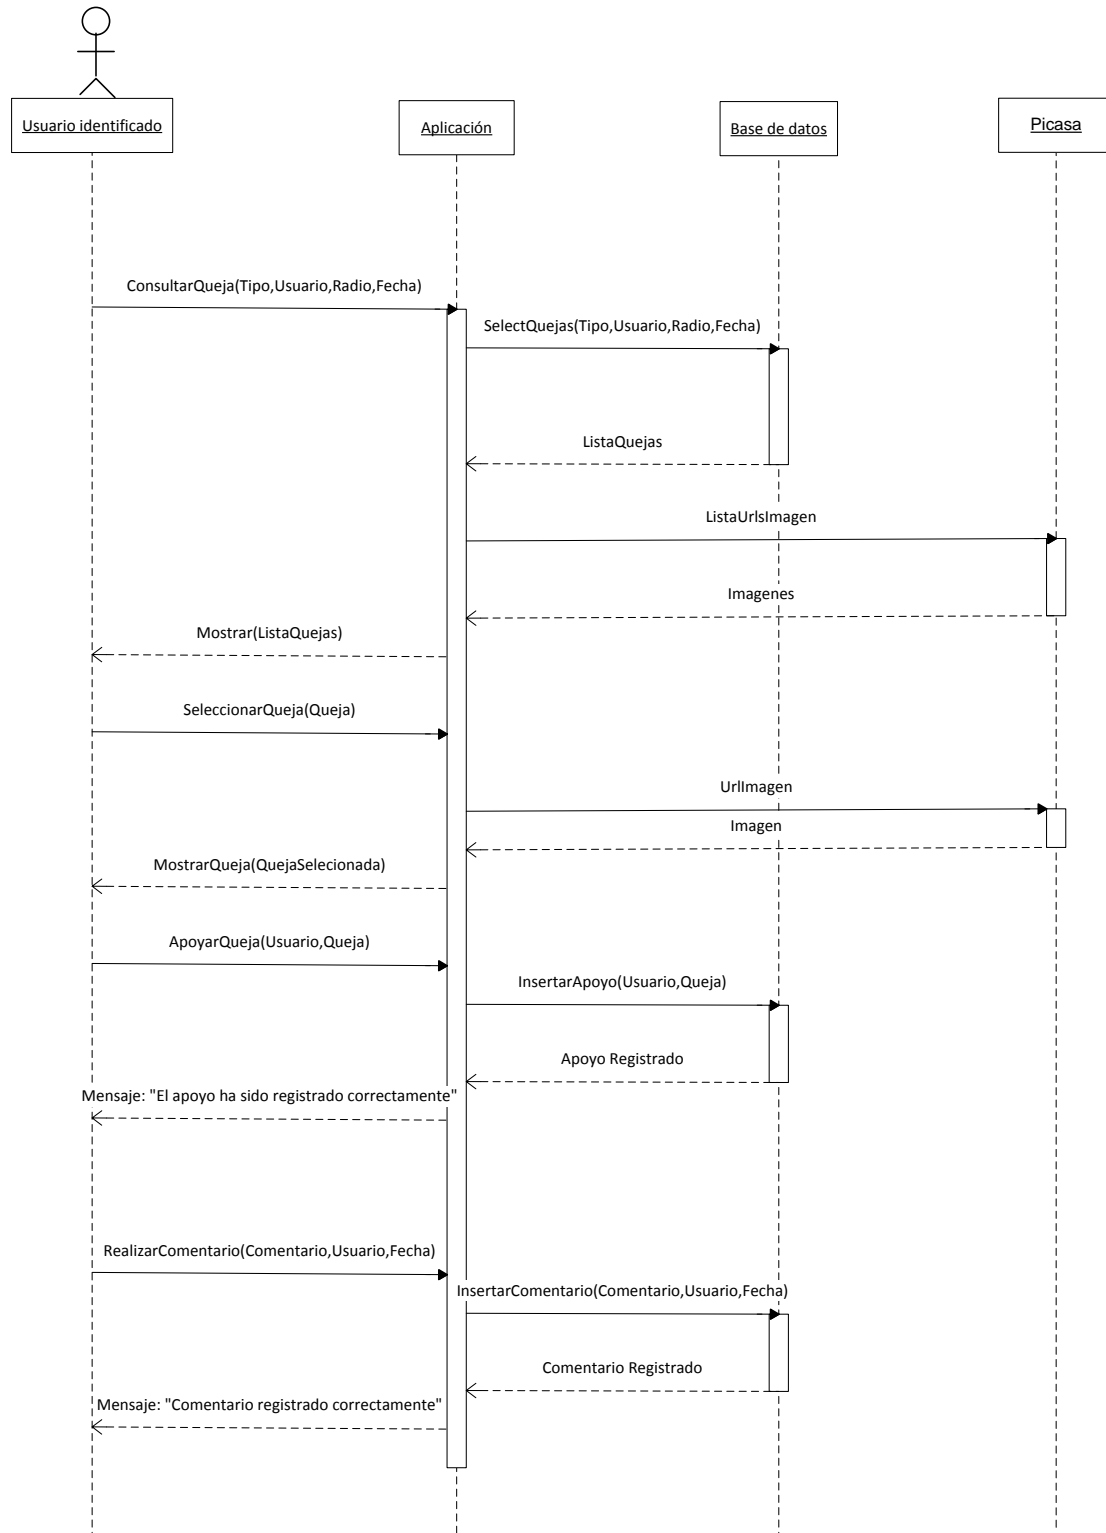 Usuario identificado
Aplicación
Base de datos
Picasa
ConsultarQueja(Tipo,Usuario,Radio,Fecha)
SelectQuejas(Tipo,Usuario,Radio,Fecha)
ListaQuejas
ListaUrlsImagen
Imagenes
Mostrar(ListaQuejas)
SeleccionarQueja(Queja)
UrlImagen
Imagen
MostrarQueja(QuejaSelecionada)
ApoyarQueja(Usuario,Queja)
InsertarApoyo(Usuario,Queja)
Apoyo Registrado
Mensaje: "El apoyo ha sido registrado correctamente"
RealizarComentario(Comentario,Usuario,Fecha)
InsertarComentario(Comentario,Usuario,Fecha)
Comentario Registrado
Mensaje: "Comentario registrado correctamente"